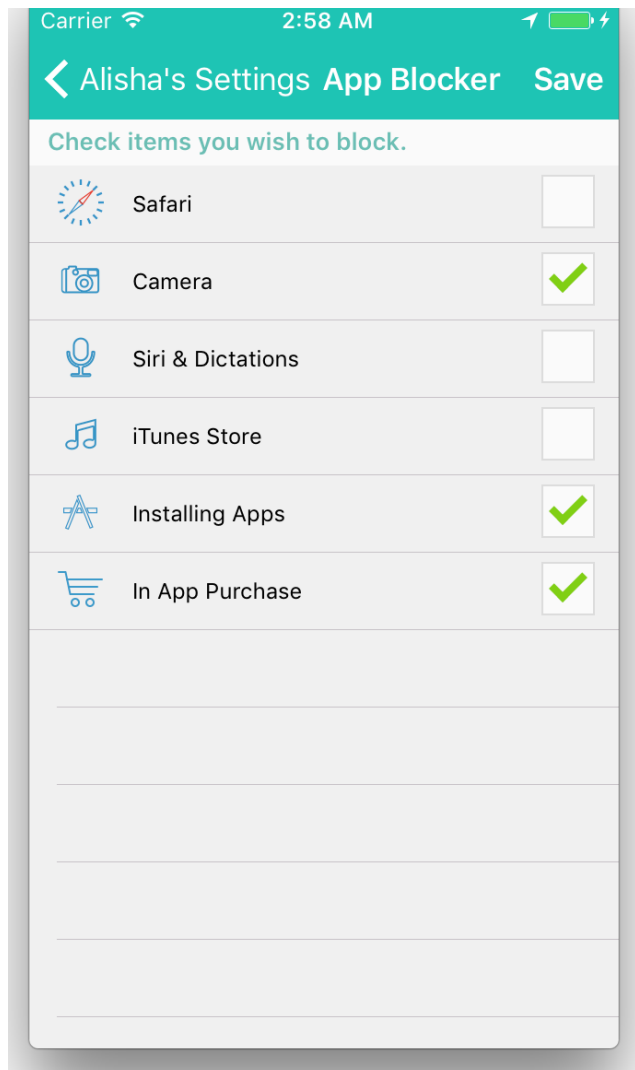 Carrier 2:58 AM
Alisha's Settings App Blocker Save
Check items you wish to block.
Safari
Camera
Siri & Dictations
iTunes Store
Installing Apps
In App Purchase